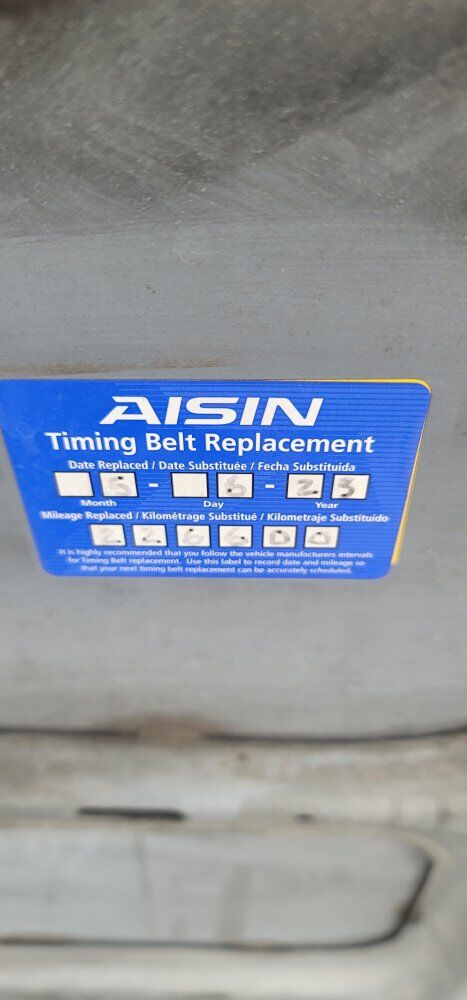 AISIN
Timing Belt Replacement
Date Replaced / Date Substituée / Fecha Substituida
5 - 6 - 23
Month Day Year
Mileage Replaced / Kilométrage Substitué / Kilometraje Substituido
226600
It is highly recommended that you follow the vehicle manufacturers intervals
for Timing Belt replacement. Use this label to record date and mileage so
that your next timing belt replacement can be accurately scheduled.